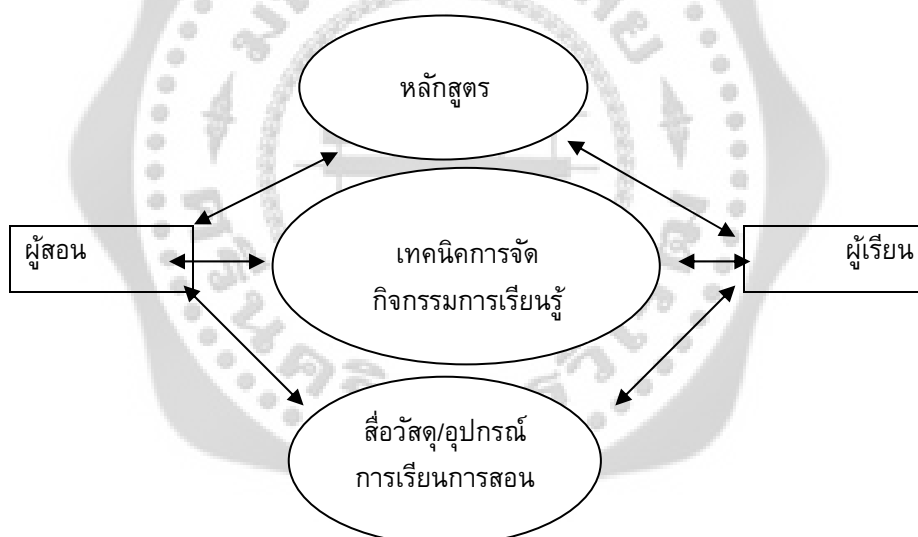 หลักสูตร
ผู้สอน
เทคนิคการจัด
กิจกรรมการเรียนรู้
ผู้เรียน
สื่อวัสดุ/อุปกรณ์
การเรียนการสอน